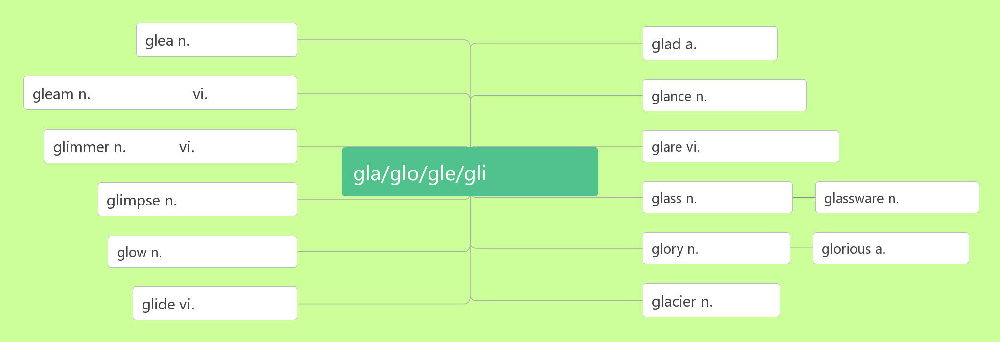 glea n.
gleam n. vi.
glimmer n. vi.
glimpse n.
glow n.
glide vi.
gla/glo/gle/gli
glad a.
glance n.
glare vi.
glass n.
glassware n.
glory n.
glorious a.
glacier n.